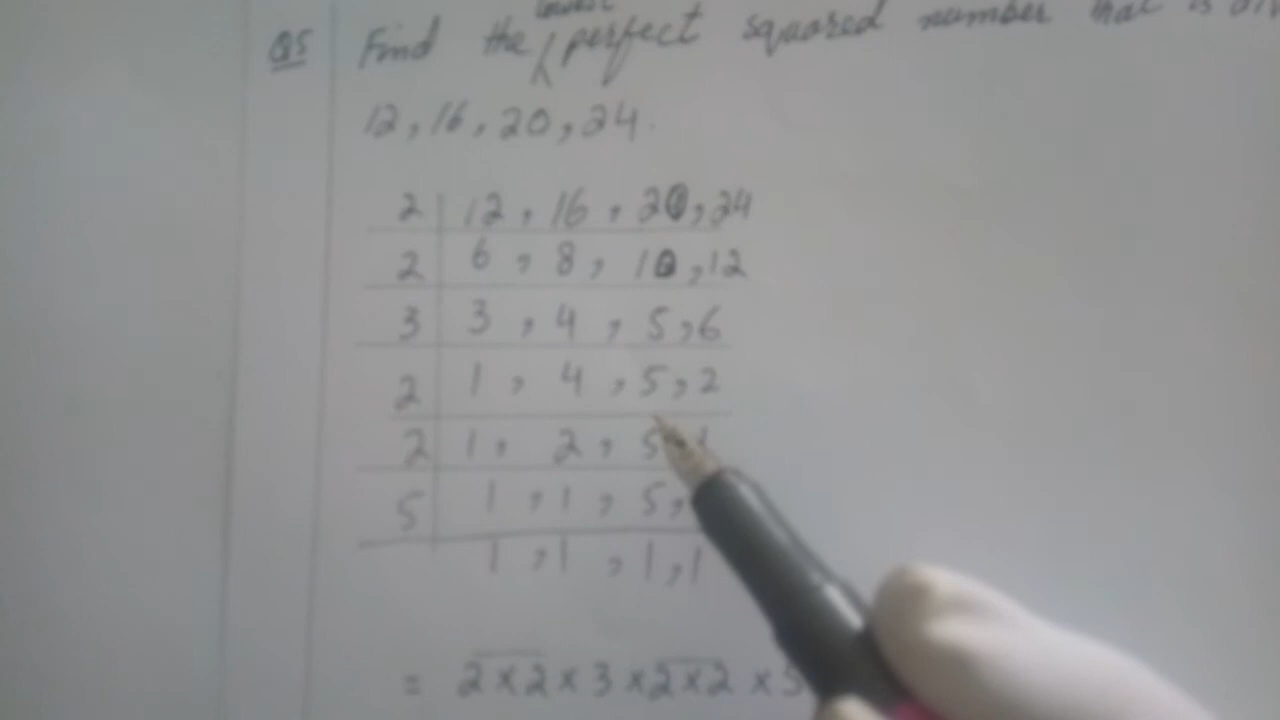 lowest
Q5 Find the perfect squared number that is
12, 16, 20, 24.
2 | 12, 16, 20, 24
2 | 6, 8, 10, 12
3 | 3, 4, 5, 6
2 | 1, 4, 5, 2
2 | 1, 2, 5, 1
5 | 1, 1, 5,
1, 1, 1, 1
= 2 × 2 × 3 × 2 × 2 × 5